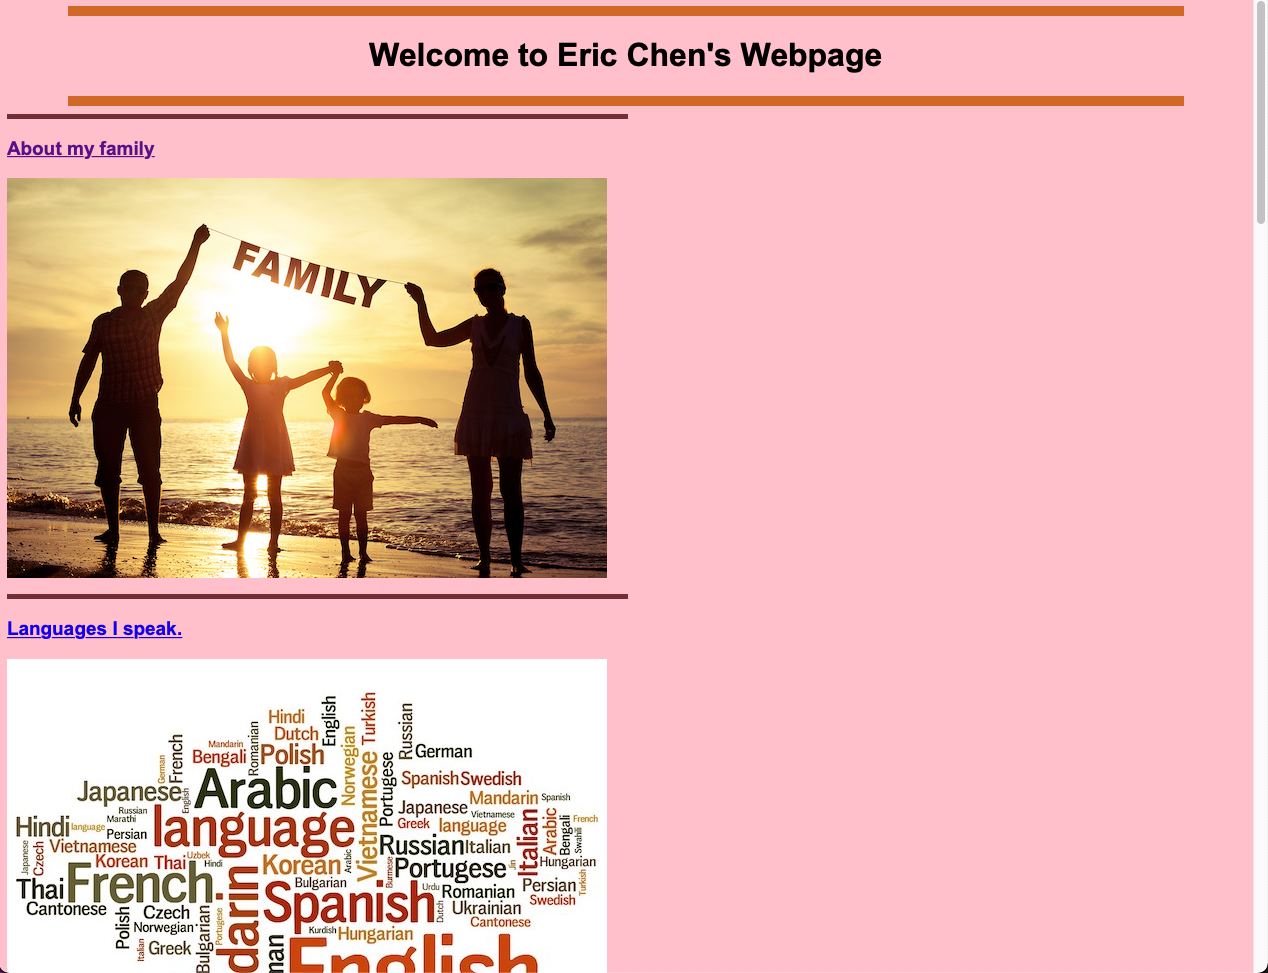 Welcome to Eric Chen's Webpage
About my family
FAMILY
Languages I speak.
Hindi
Dutch
English
Turkish
Russian
German
French
Mandarin
Bengali
Romanian
Polish
Norwegian
Portugese
Spanish
Swedish
German
Japanese
English
Arabic
Vietnamese
Japanese
Mandarin
Spanish
Russian
Marathi
Hindi
language
Persian
language
Greek
language
Vietnamese
Italian
Arabic
Bengali
French
Swahili
Japanese
Czech
Vietnamese
Korean
Thai
Uzbek
Hindi
Korean
Arabic
Burmese
Russian
Italian
Portugese
Jin
Hungarian
Thai
French
Bulgarian
Spanish
Urdu
Romanian
Persian
Turkish
Cantonese
Polish
Czech
Norwegian
Bulgarian
Portugese
darin
Dutch
Ukrainian
Swedish
Cantonese
Italian
Greek
man
Kurdish
Hungarian
English